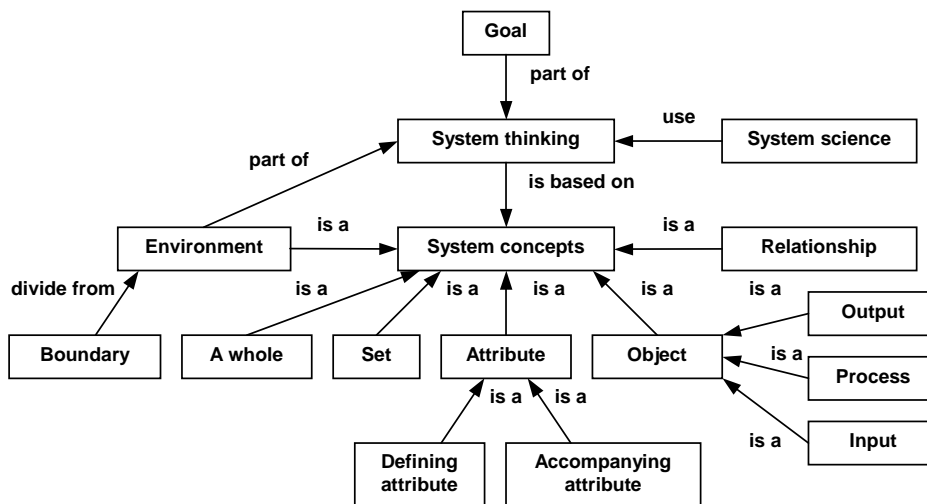 Goal
part of
use
System thinking
System science
part of
is based on
is a
is a
Environment
System concepts
Relationship
divide from
is a
is a
is a
is a
is a
Output
Boundary
A whole
Set
Attribute
Object
is a
Process
is a
is a
is a
Input
Defining
attribute
Accompanying
attribute